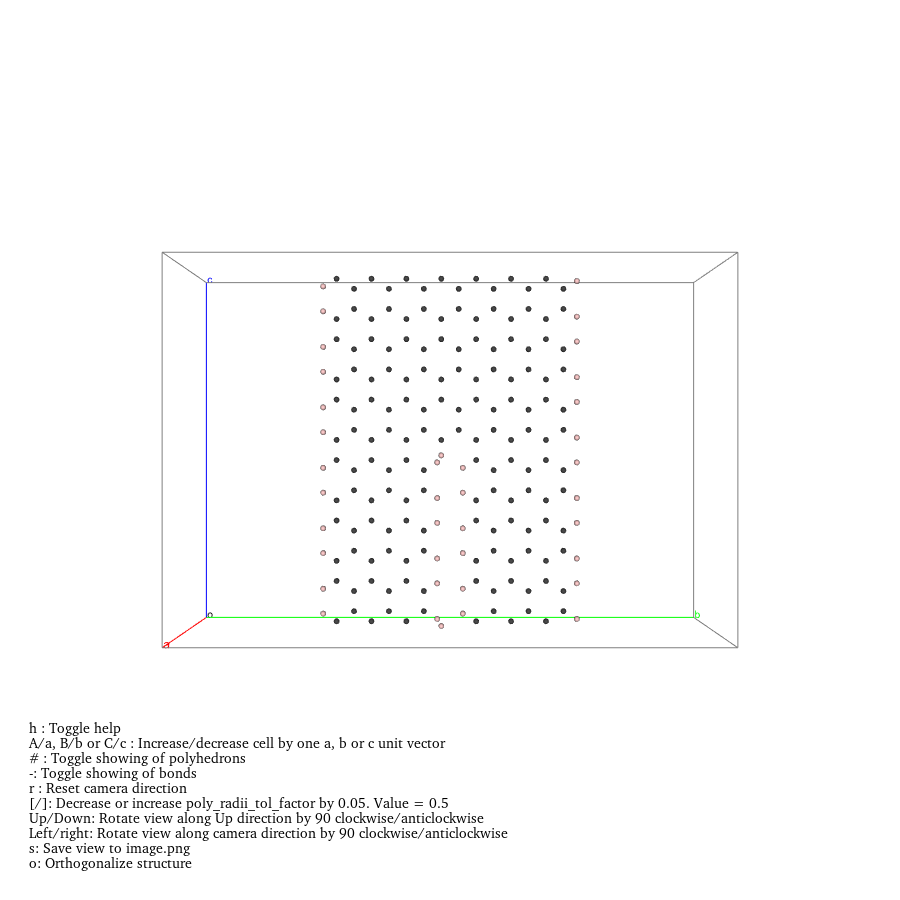 c
o
b
a
h : Toggle help
A/a, B/b or C/c : Increase/decrease cell by one a, b or c unit vector
# : Toggle showing of polyhedrons
-: Toggle showing of bonds
r : Reset camera direction
[/]: Decrease or increase poly_radii_tol_factor by 0.05. Value = 0.5
Up/Down: Rotate view along Up direction by 90 clockwise/anticlockwise
Left/right: Rotate view along camera direction by 90 clockwise/anticlockwise
s: Save view to image.png
o: Orthogonalize structure